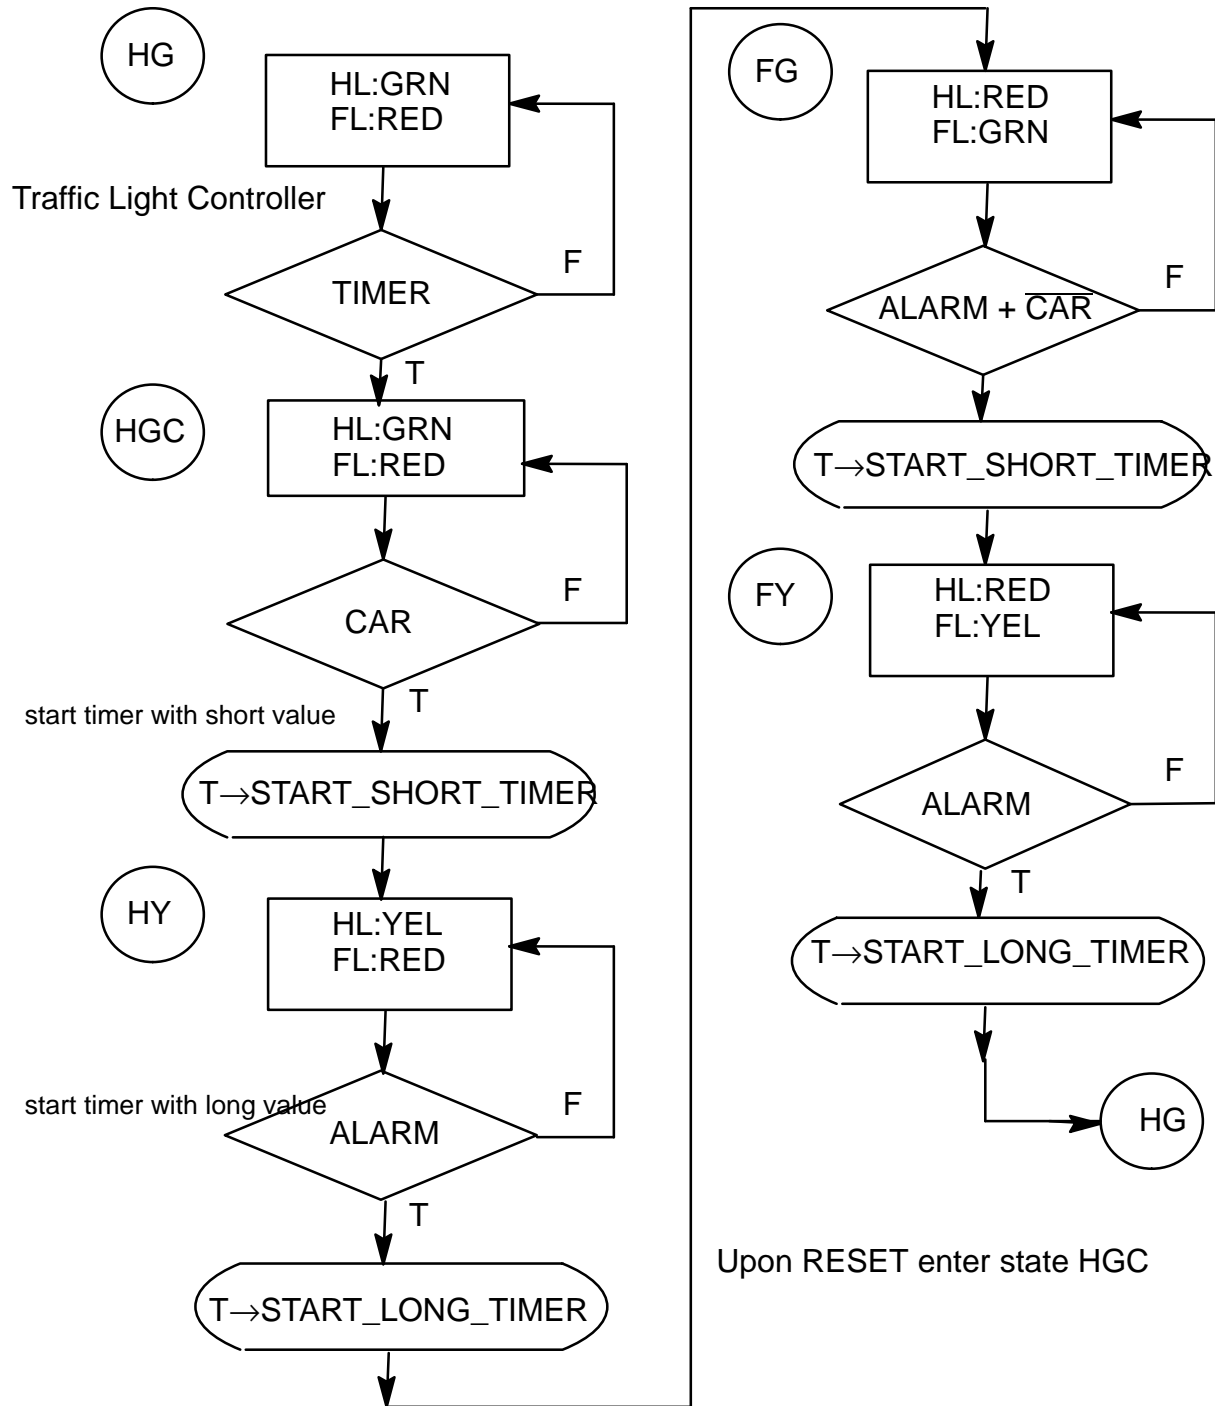 HG
HL:GRN
FL:RED
Traffic Light Controller
TIMER
F
T
HGC
HL:GRN
FL:RED
CAR
F
T
start timer with short value
T→START_SHORT_TIMER
HY
HL:YEL
FL:RED
start timer with long value
ALARM
F
T
T→START_LONG_TIMER
FG
HL:RED
FL:GRN
ALARM + C̅A̅R̅
F
T→START_SHORT_TIMER
FY
HL:RED
FL:YEL
ALARM
F
T
T→START_LONG_TIMER
HG
Upon RESET enter state HGC